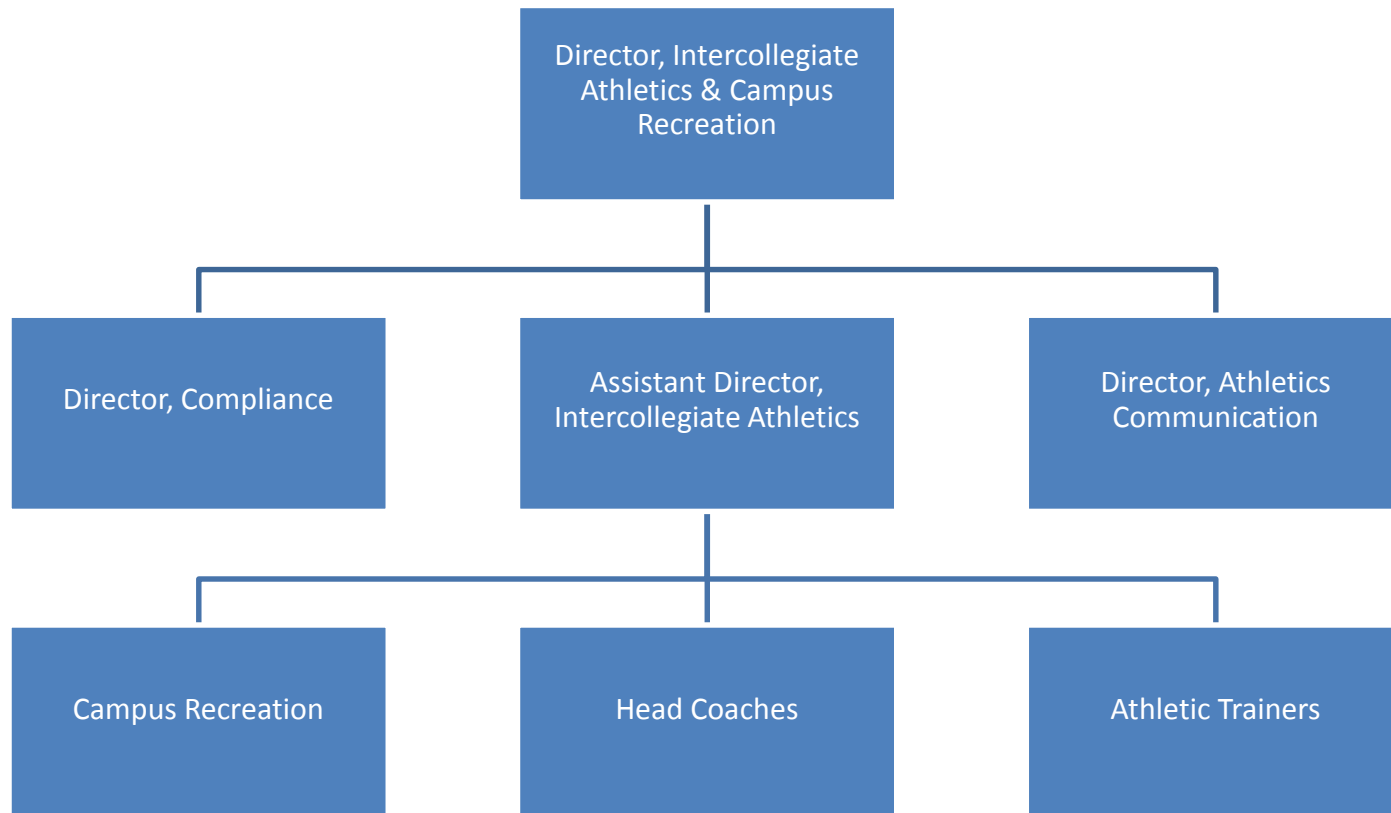 Director, Intercollegiate
Athletics & Campus
Recreation
Director, Compliance
Assistant Director,
Intercollegiate Athletics
Director, Athletics
Communication
Campus Recreation
Head Coaches
Athletic Trainers